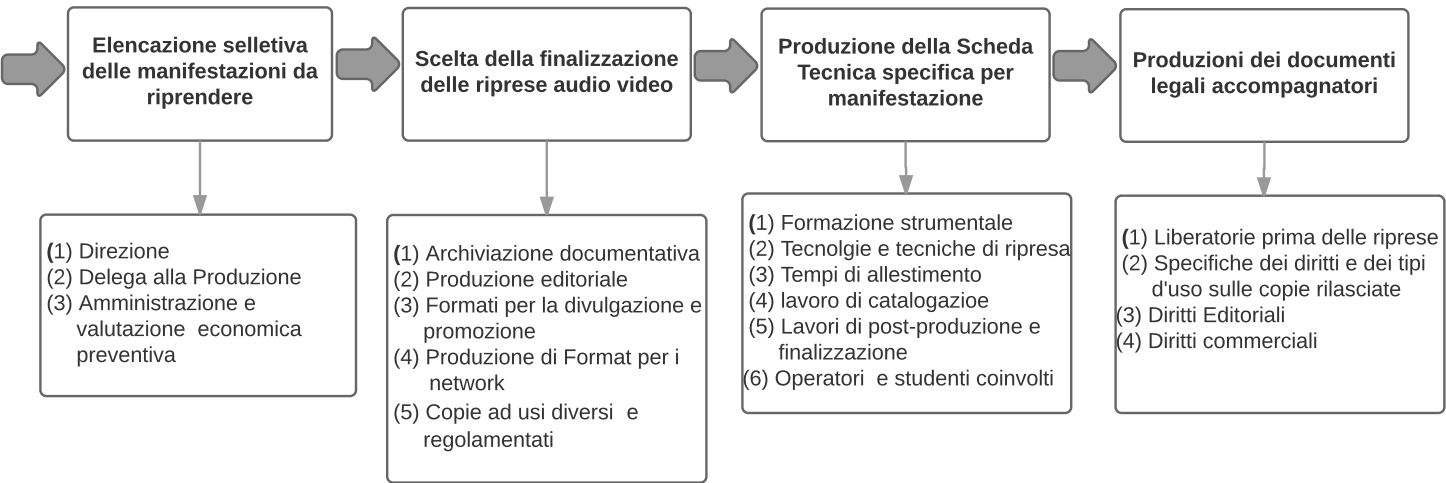 Elencazione selletiva
delle manifestazioni da
riprendere
Scelta della finalizzazione
delle riprese audio video
Produzione della Scheda
Tecnica specifica per
manifestazione
Produzioni dei documenti
legali accompagnatori
(1) Direzione
(2) Delega alla Produzione
(3) Amministrazione e
valutazione economica
preventiva
(1) Archiviazione documentativa
(2) Produzione editoriale
(3) Formati per la divulgazione e
promozione
(4) Produzione di Format per i
network
(5) Copie ad usi diversi e
regolamentati
(1) Formazione strumentale
(2) Tecnolgie e tecniche di ripresa
(3) Tempi di allestimento
(4) lavoro di catalogazioe
(5) Lavori di post-produzione e
finalizzazione
(6) Operatori e studenti coinvolti
(1) Liberatorie prima delle riprese
(2) Specifiche dei diritti e dei tipi
d'uso sulle copie rilasciate
(3) Diritti Editoriali
(4) Diritti commerciali